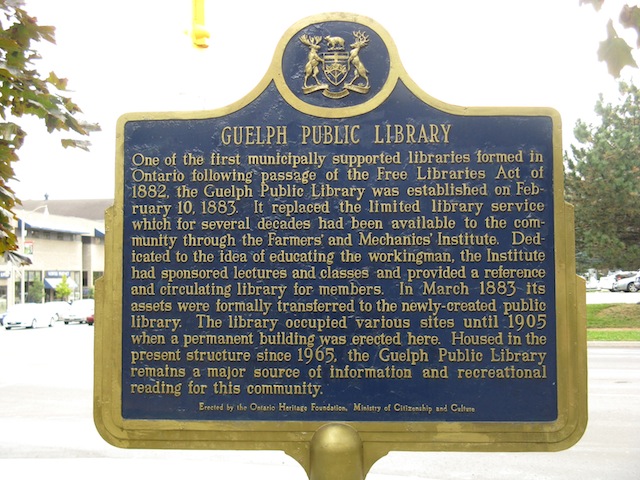 GUELPH PUBLIC LIBRARY
One of the first municipally supported libraries formed in
Ontario following passage of the Free Libraries Act of
1882, the Guelph Public Library was established on Feb-
ruary 10, 1883. It replaced the limited library service
which for several decades had been available to the com-
munity through the Farmers' and Mechanics' Institute. Ded-
icated to the idea of educating the workingman, the Institute
had sponsored lectures and classes and provided a reference
and circulating library for members. In March 1883 its
assets were formally transferred to the newly-created public
library. The library occupied various sites until 1905
when a permanent building was erected here. Housed in the
present structure since 1965, the Guelph Public Library
remains a major source of information and recreational
reading for this community.
Erected by the Ontario Heritage Foundation, Ministry of Citizenship and Culture